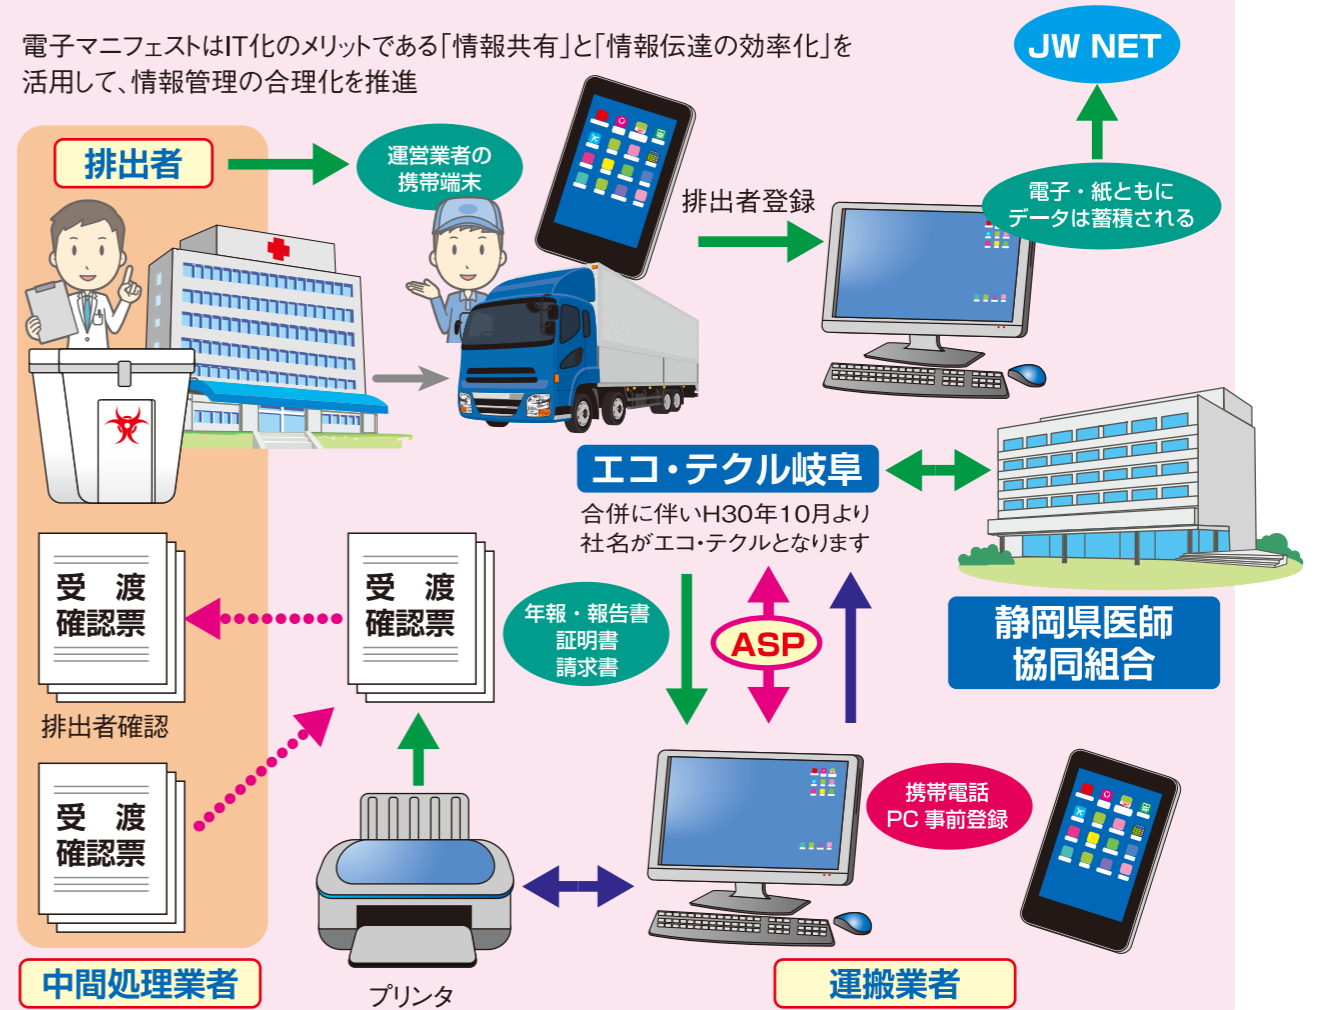 電子マニフェストはIT化のメリットである「情報共有」と「情報伝達の効率化」を
活用して、情報管理の合理化を推進
JW NET
排出者
運営業者の
携帯端末
排出者登録
電子・紙ともに
データは蓄積される
エコ・テクル岐阜
合併に伴いH30年10月より
社名がエコ・テクルとなります
静岡県医師
協同組合
受 渡
確認票
排出者確認
受 渡
確認票
年報・報告書
証明書
請求書
ASP
受 渡
確認票
携帯電話
PC 事前登録
中間処理業者
プリンタ
運搬業者